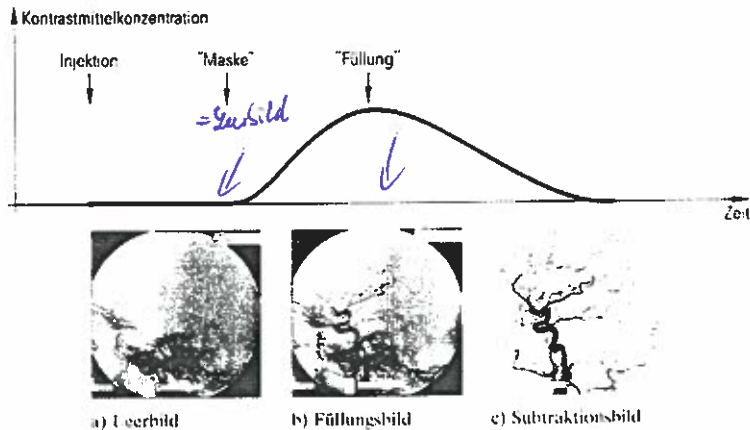 Kontrastmittelkonzentration
Injektion "Maske" "Füllung"
=Leerbild
Zeit
a) Leerbild b) Füllungsbild c) Subtraktionsbild